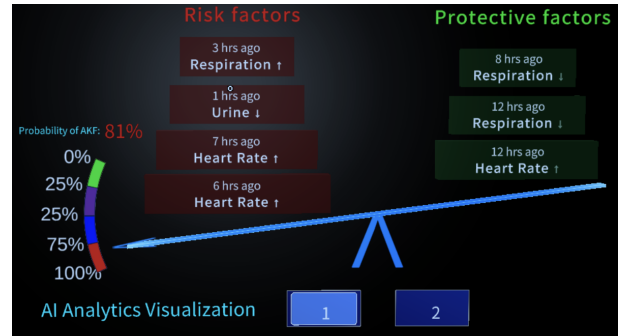 Risk factors
Protective factors
3 hrs ago
Respiration ↑
1 hrs ago
Urine ↓
7 hrs ago
Heart Rate ↑
6 hrs ago
Heart Rate ↑
8 hrs ago
Respiration ↓
12 hrs ago
Respiration ↓
12 hrs ago
Heart Rate ↑
Probability of AKF: 81%
0%
25%
25%
75%
100%
AI Analytics Visualization
1
2